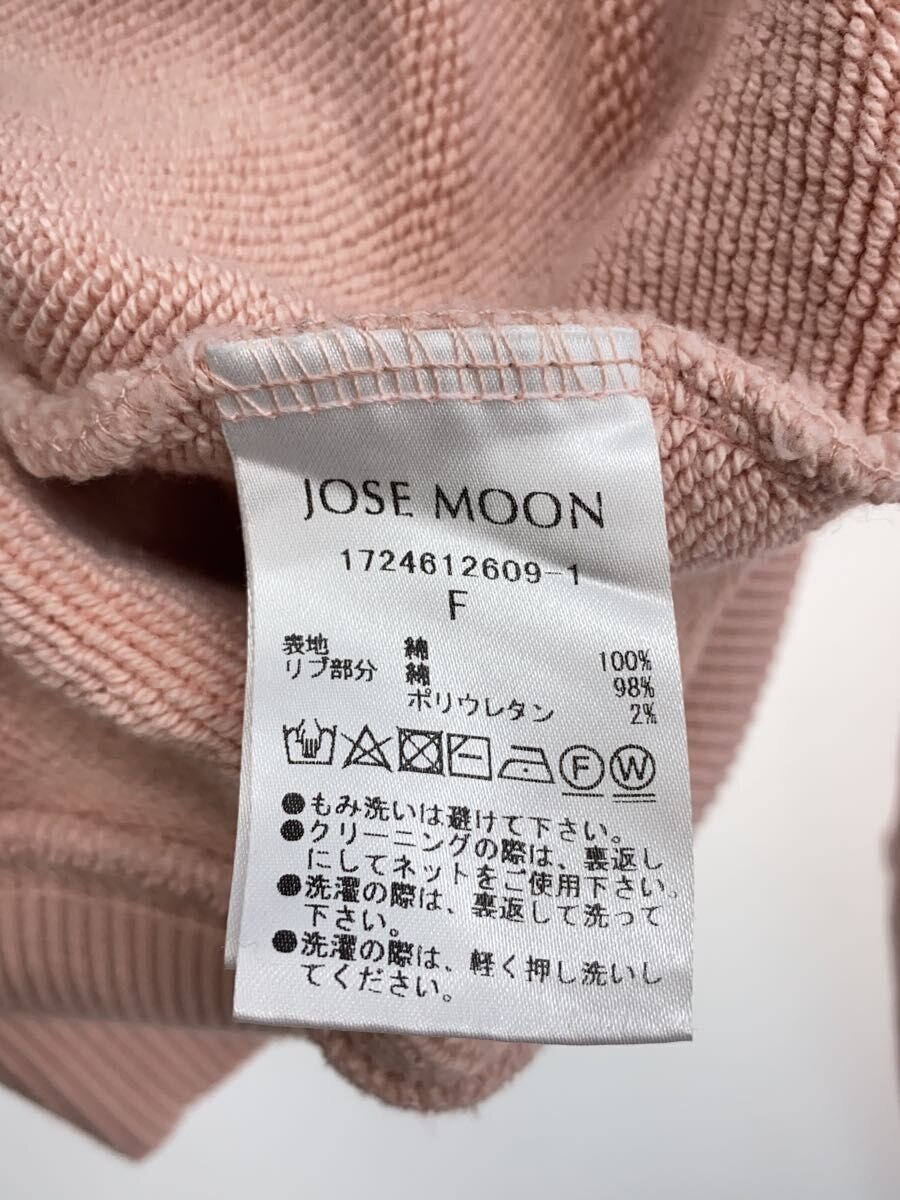 JOSE MOON
1724612609-1
F
表地 綿 100%
リブ部分 綿 98%
ポリウレタン 2%
F W
●もみ洗いは避けて下さい。
●クリーニングの際は、裏返し
にしてネットをご使用下さい。
●洗濯の際は、裏返して洗って
下さい。
●洗濯の際は、軽く押し洗いし
てください。